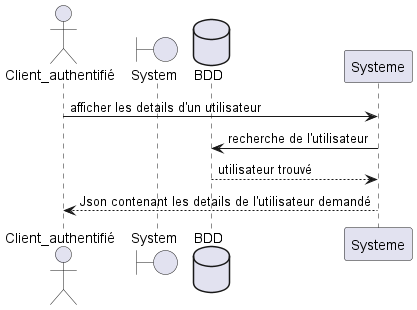 Client_authentifié System BDD Systeme
afficher les details d'un utilisateur
recherche de l'utilisateur
utilisateur trouvé
Json contenant les details de l'utilisateur demandé
Client_authentifié System BDD Systeme